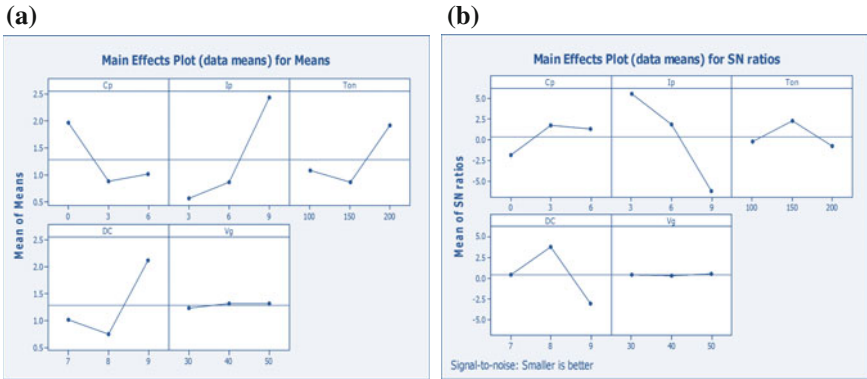 (a)
Main Effects Plot (data means) for Means
Cp Ip Ton
2.5
2.0
1.5
1.0
0.5
0 3 6 3 6 9 100 150 200
DC Vg
2.5
2.0
1.5
1.0
0.5
7 8 9 30 40 50
Mean of Means
(b)
Main Effects Plot (data means) for SN ratios
Cp Ip Ton
5.0
2.5
0.0
-2.5
-5.0
0 3 6 3 6 9 100 150 200
DC Vg
5.0
2.5
0.0
-2.5
-5.0
7 8 9 30 40 50
Mean of SN ratios
Signal-to-noise: Smaller is better